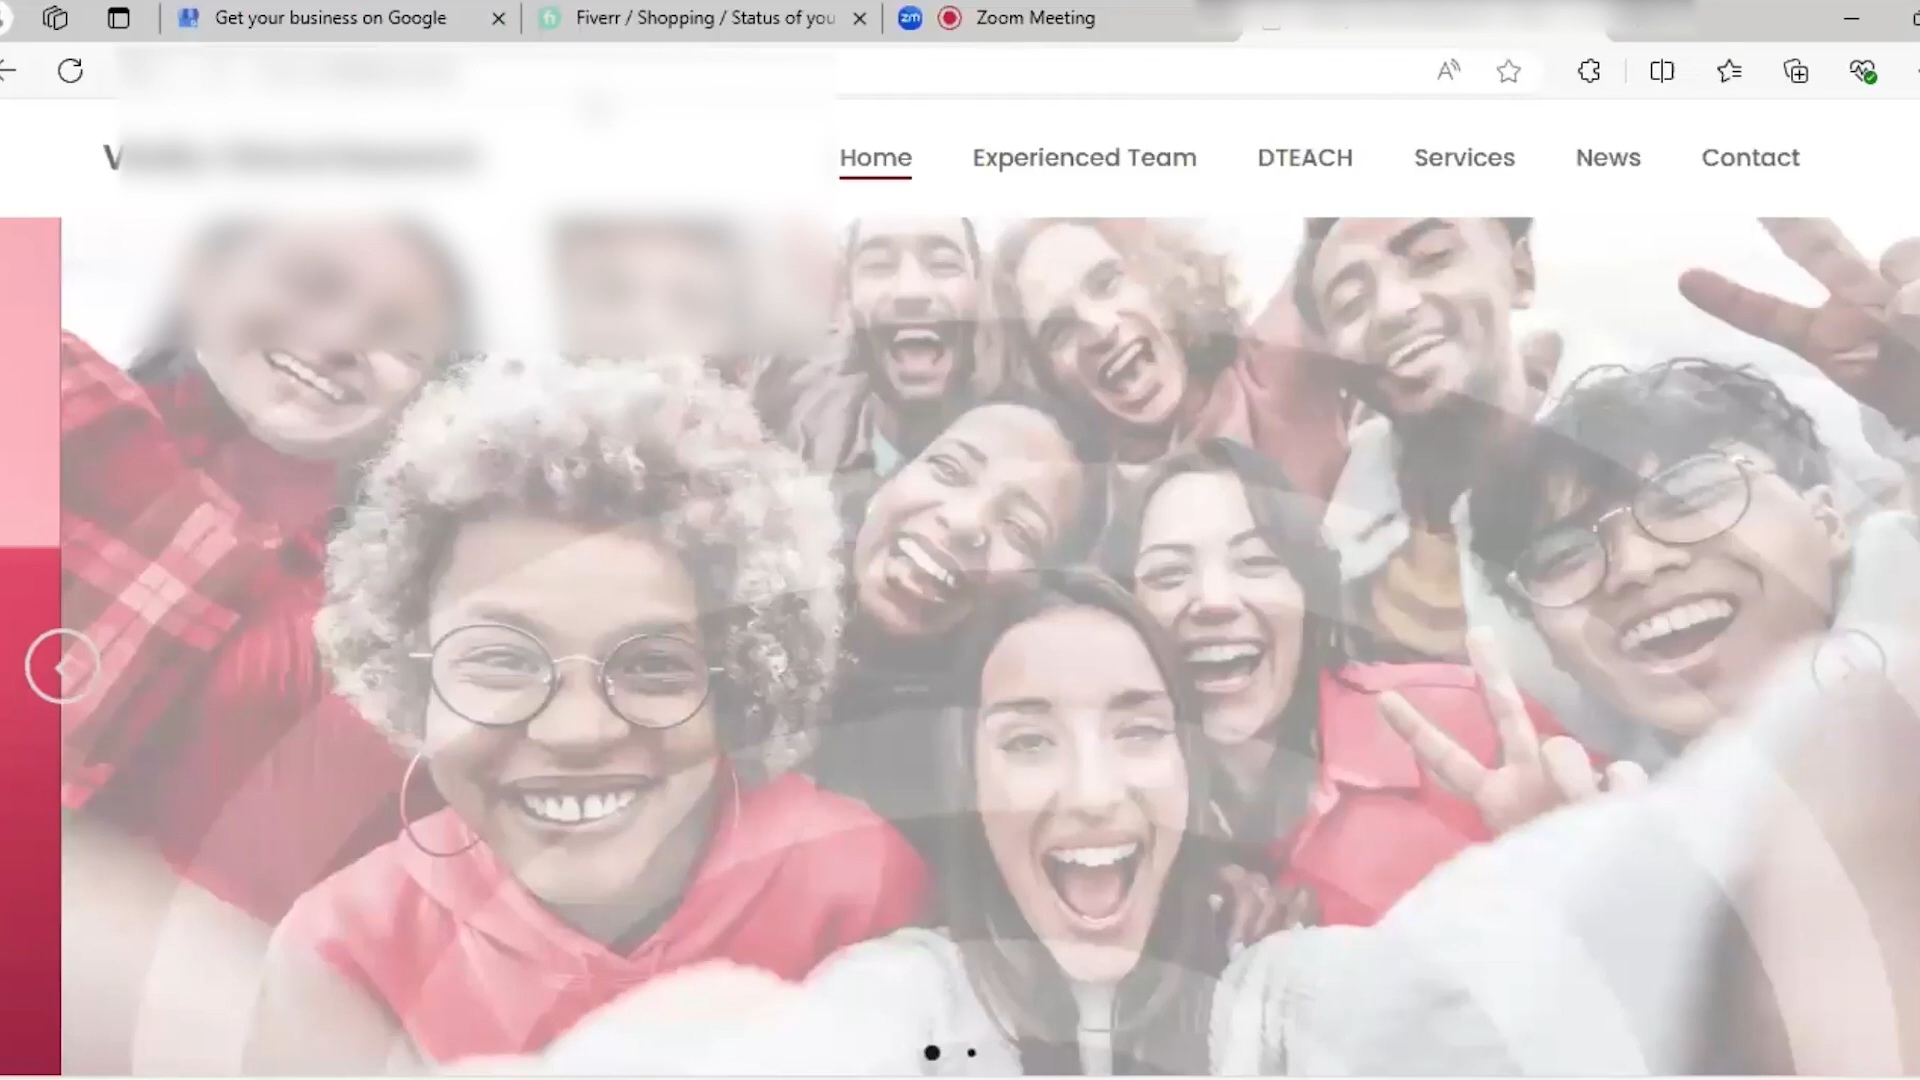 Get your business on Google
Fiverr / Shopping / Status of you
zm Zoom Meeting
Home Experienced Team DTEACH Services News Contact